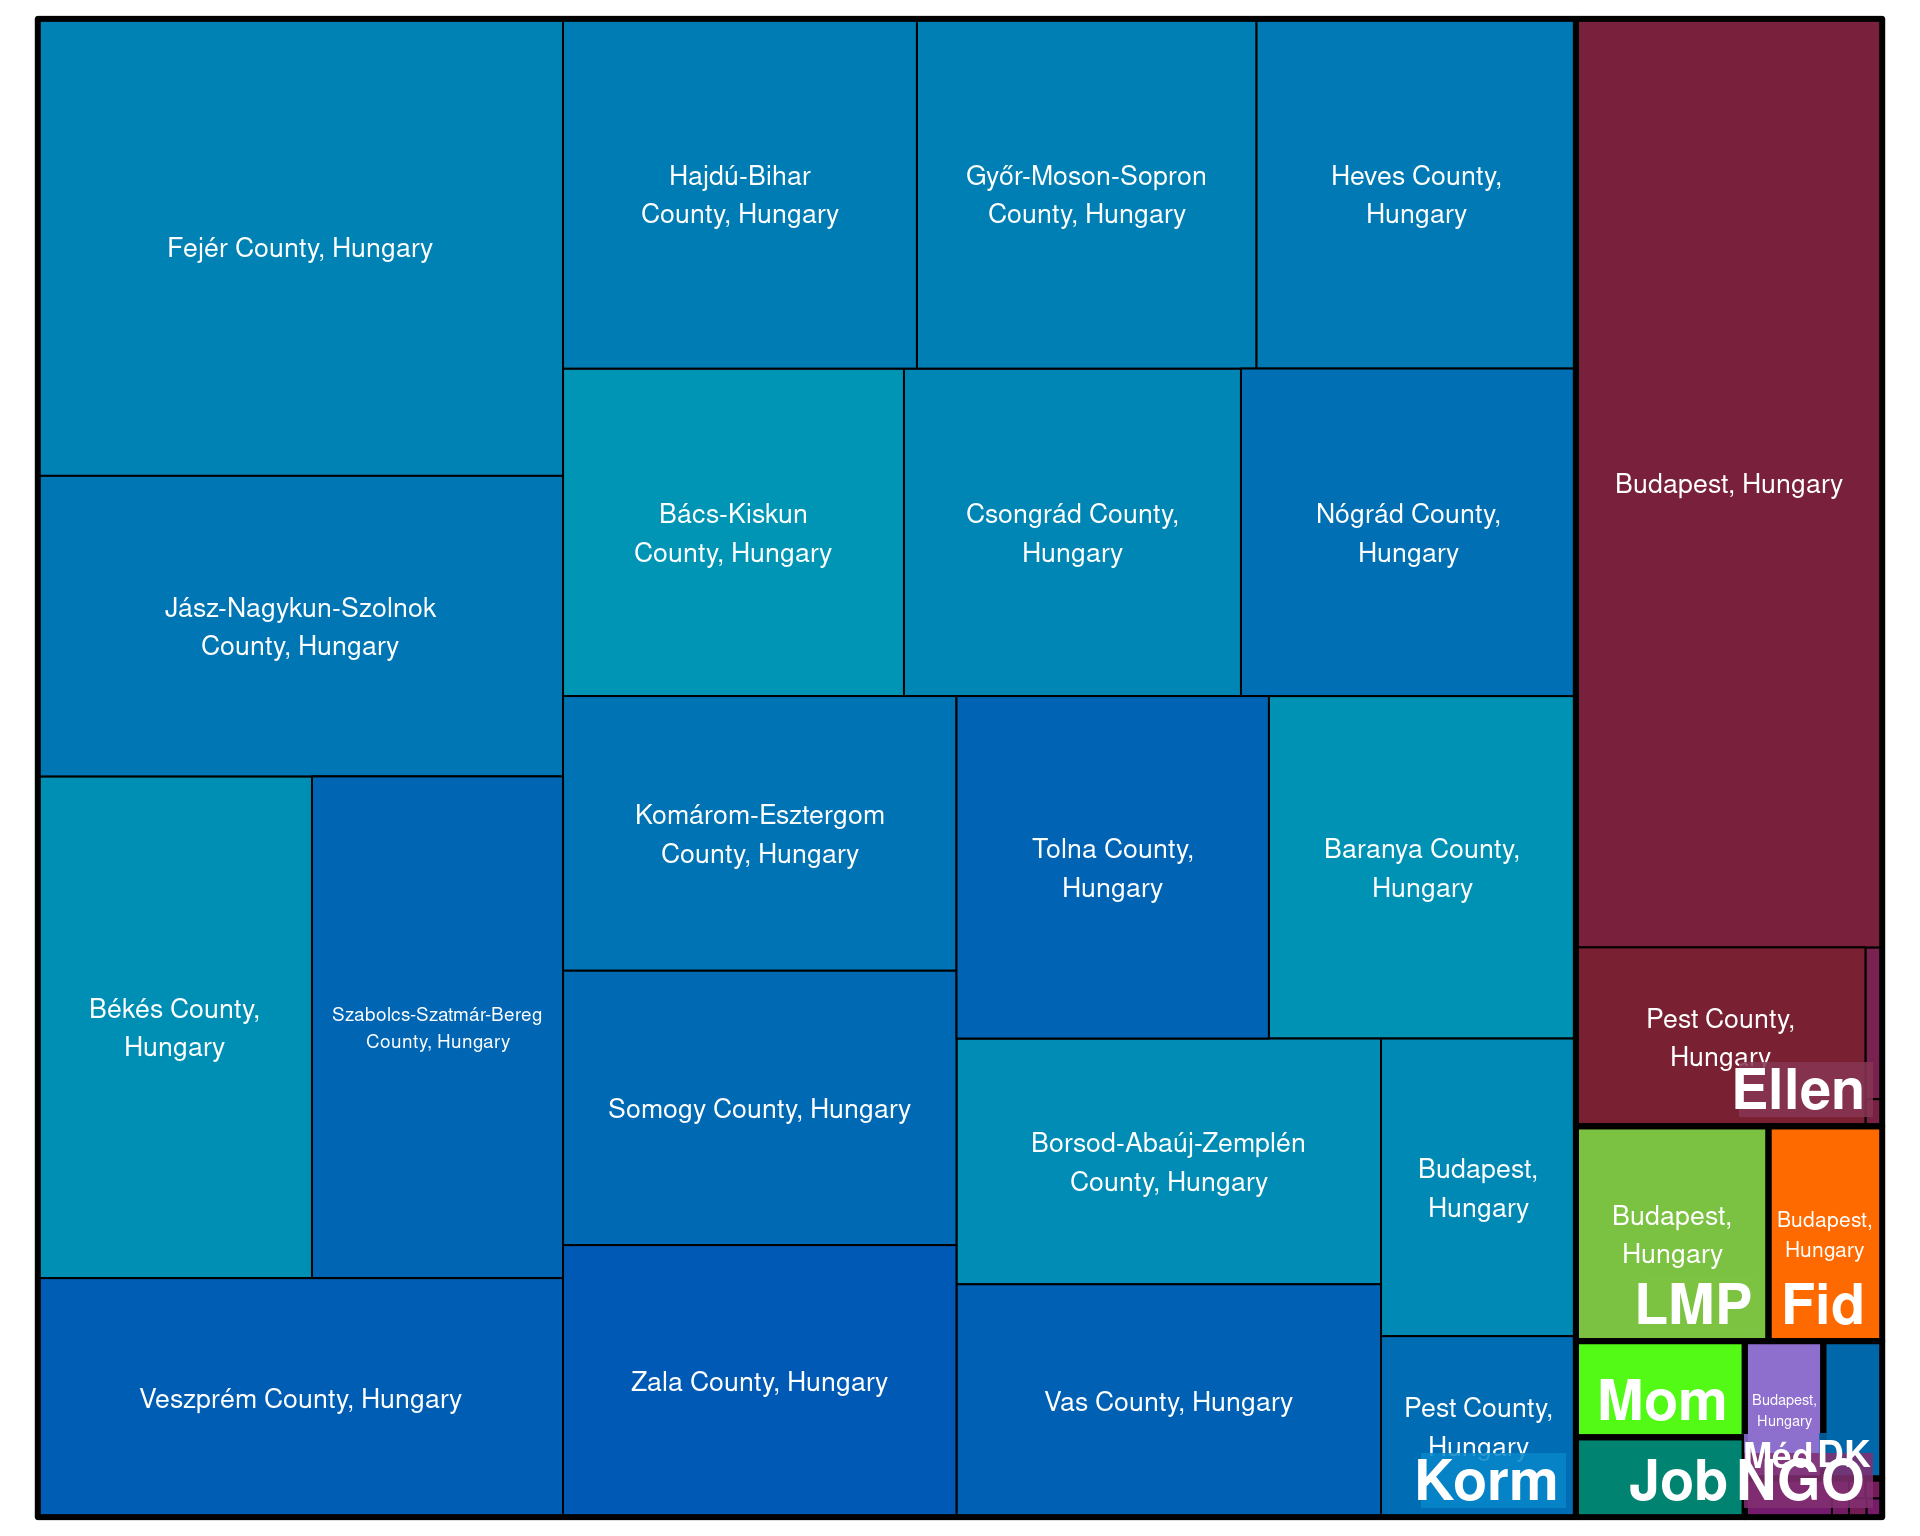 Fejér County, Hungary
Hajdú-Bihar
County, Hungary
Győr-Moson-Sopron
County, Hungary
Heves County,
Hungary
Budapest, Hungary
Jász-Nagykun-Szolnok
County, Hungary
Bács-Kiskun
County, Hungary
Csongrád County,
Hungary
Nógrád County,
Hungary
Komárom-Esztergom
County, Hungary
Tolna County,
Hungary
Baranya County,
Hungary
Békés County,
Hungary
Szabolcs-Szatmár-Bereg
County, Hungary
Somogy County, Hungary
Borsod-Abaúj-Zemplén
County, Hungary
Budapest,
Hungary
Pest County,
Hungary
Ellen
Budapest,
Hungary
LMP
Budapest,
Hungary
Fid
Veszprém County, Hungary
Zala County, Hungary
Vas County, Hungary
Pest County,
Hungary
Korm
Mom
Budapest,
Hungary
Méd
DK
Job
NGO